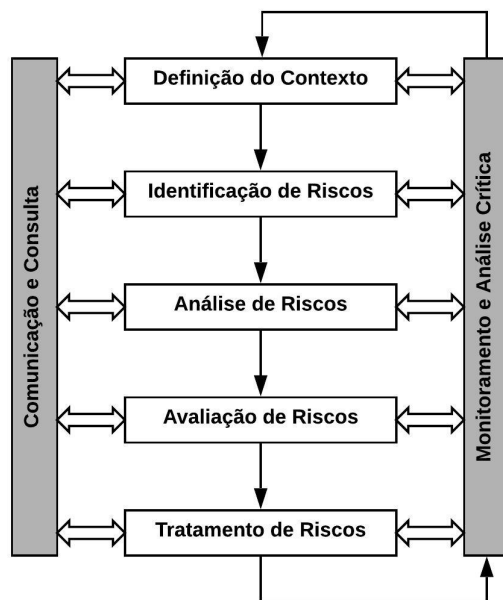 Definição do Contexto
Identificação de Riscos
Análise de Riscos
Avaliação de Riscos
Tratamento de Riscos
Comunicação e Consulta
Monitoramento e Análise Crítica